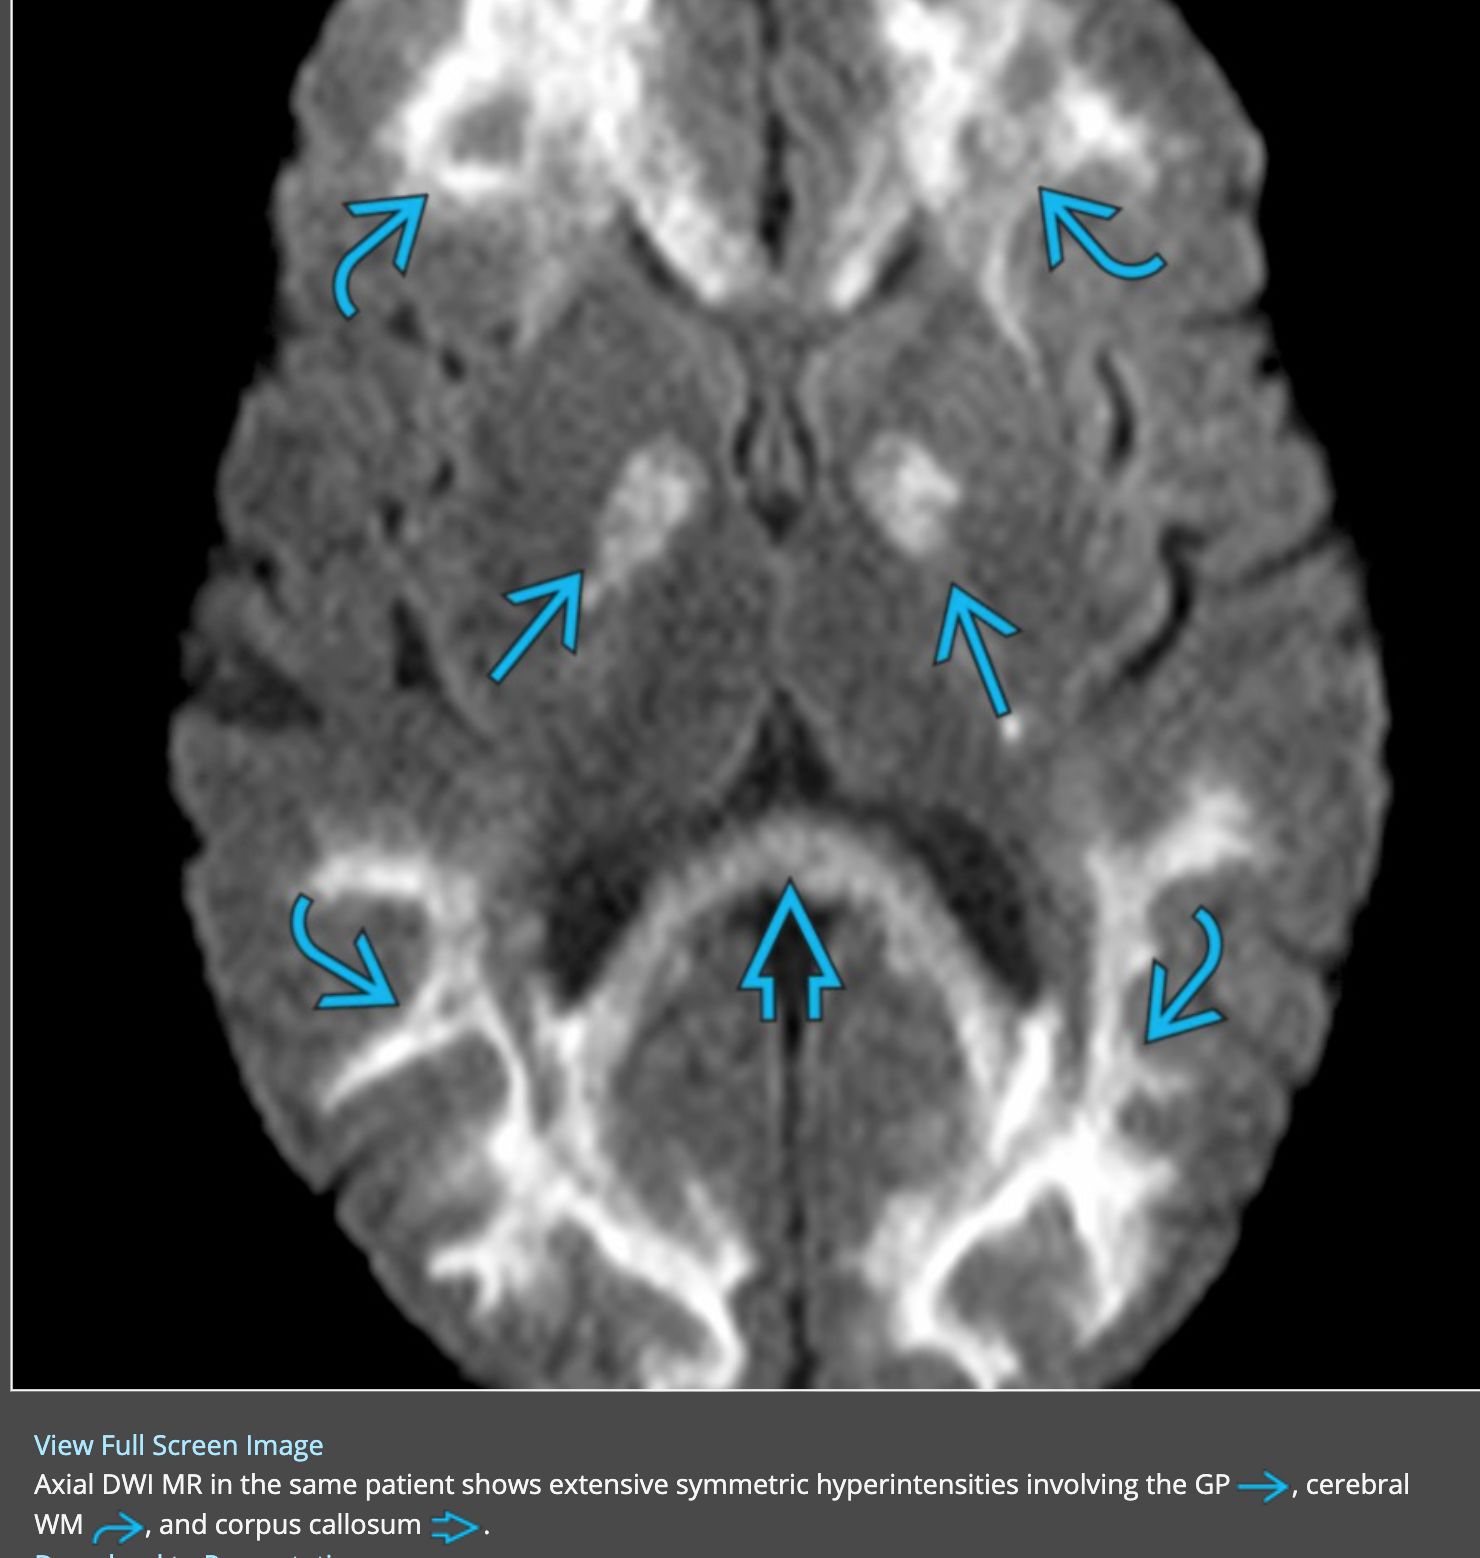 View Full Screen Image
Axial DWI MR in the same patient shows extensive symmetric hyperintensities involving the GP , cerebral
WM , and corpus callosum .